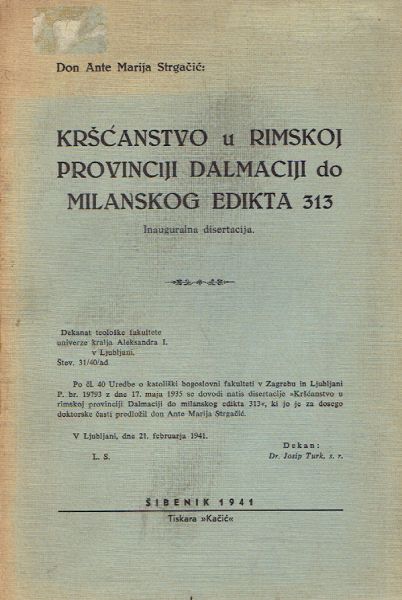 Don Ante Marija Strgačić:
KRŠĆANSTVO u RIMSKOJ
PROVINCIJI DALMACIJI do
MILANSKOG EDIKTA 313
Inauguralna disertacija.
Dekanat teološke fakultete
univerze kralja Aleksandra I.
v Ljubljani.
Štev. 31/40/ad
Po čl. 40 Uredbe o katoliški bogoslovni fakulteti v Zagrebu in Ljubljani
P. br. 19793 z dne 17. maja 1935 se dovodi natis disertacije »Kršćanstvo u
rimskoj provinciji Dalmaciji do milanskog edikta 313«, ki jo je za dosego
doktorske časti predložil don Ante Marija Strgačić.
V Ljubljani, dne 21. februarja 1941.
Dekan:
L. S.
Dr. Josip Turk, s. r.
ŠIBENIK 1941
Tiskara »Kačić«